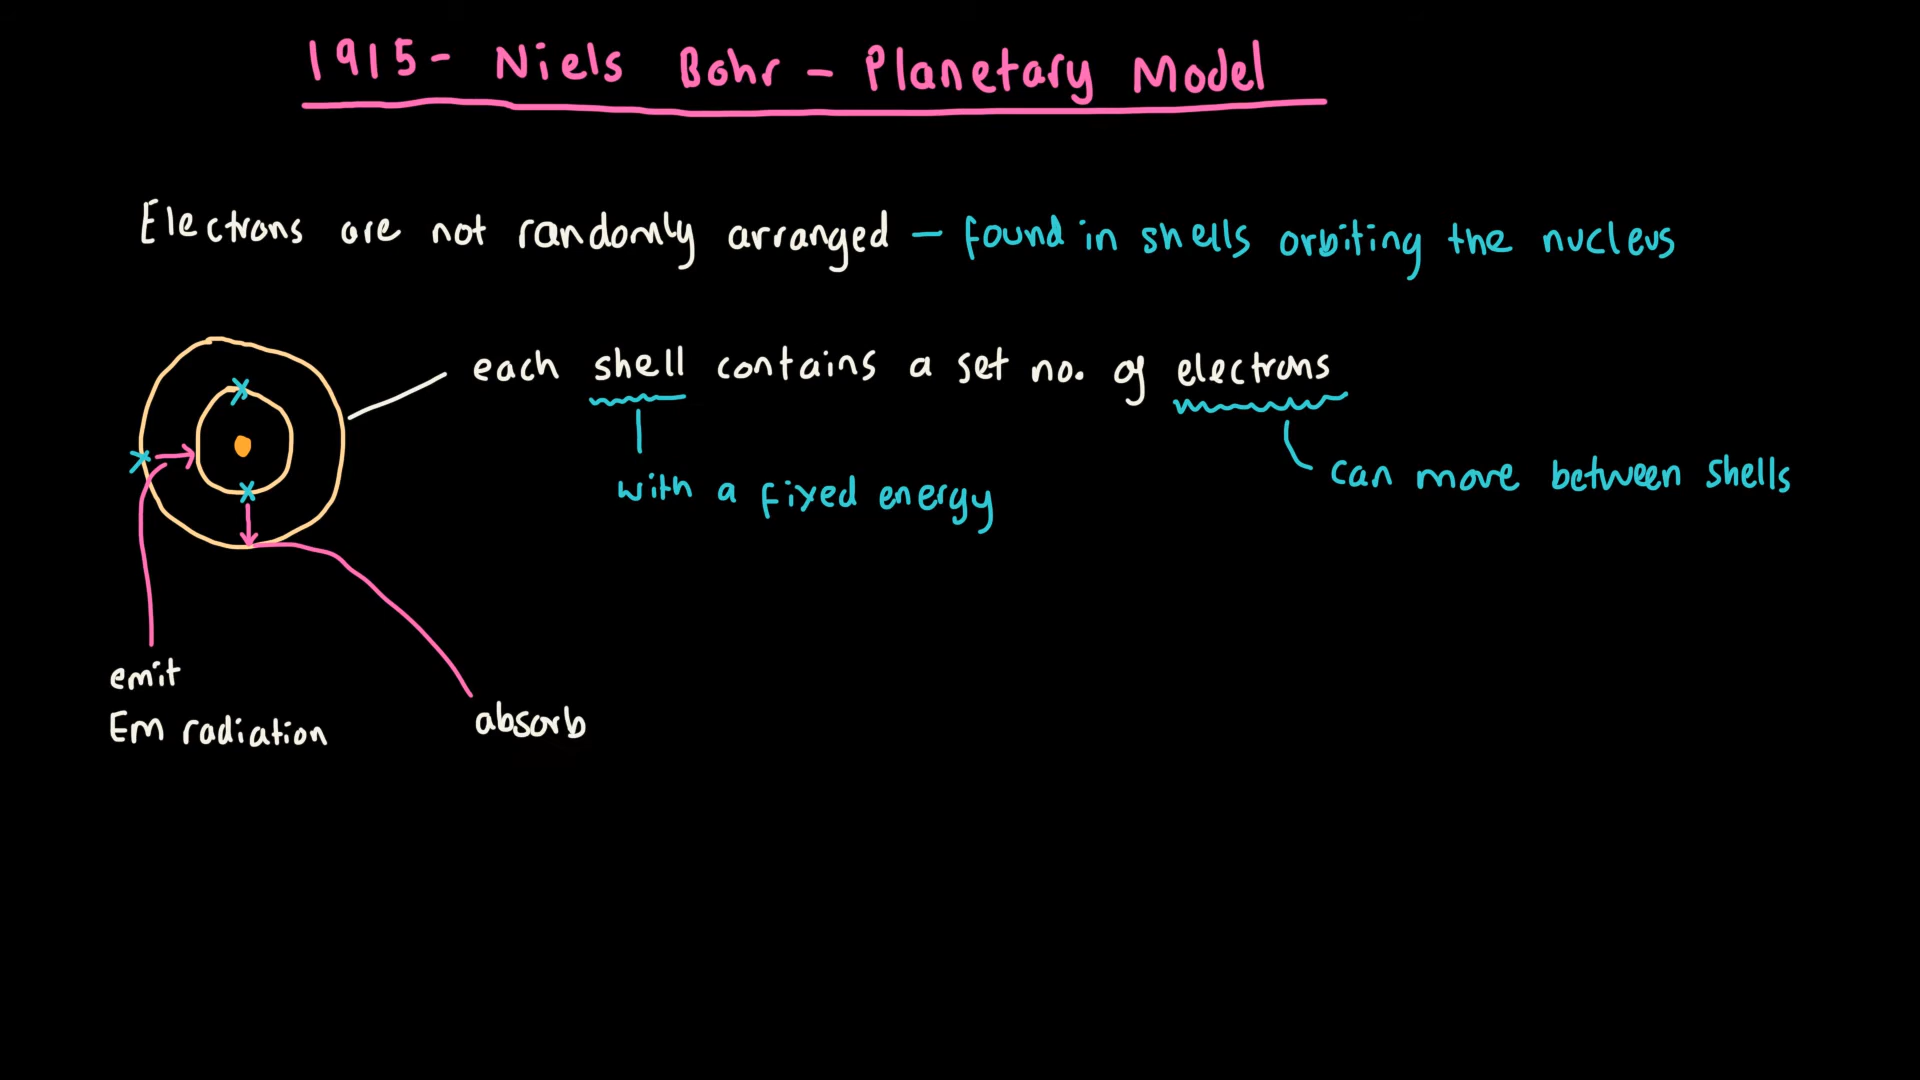 1915- Niels Bohr - Planetary Model
Electrons are not randomly arranged - found in shells orbiting the nucleus
each shell contains a set no. of electrons
with a fixed energy
can move between shells
emit
Em radiation
absorb